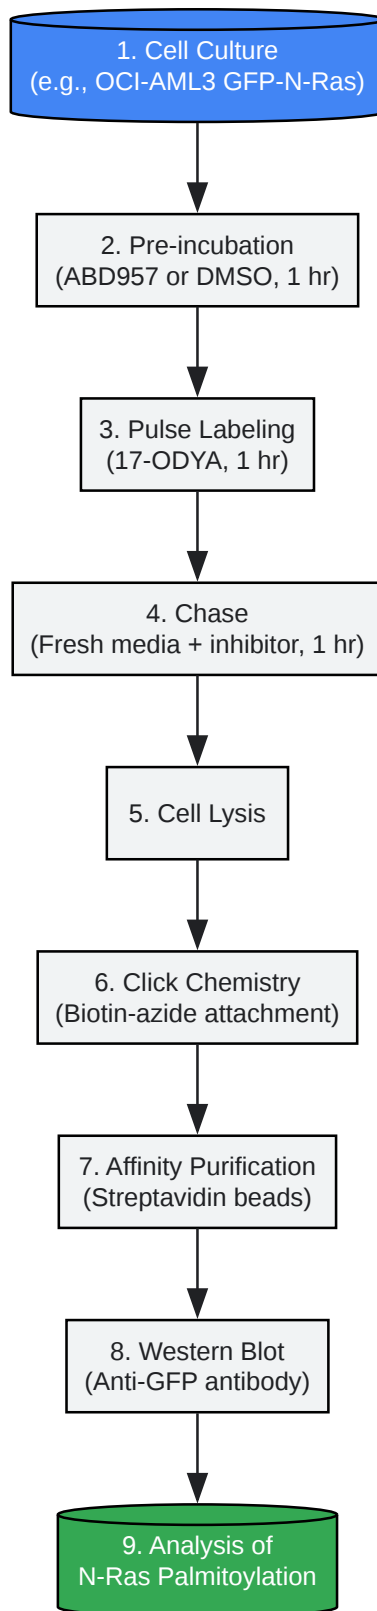 1. Cell Culture
(e.g., OCI-AML3 GFP-N-Ras)
2. Pre-incubation
(ABD957 or DMSO, 1 hr)
3. Pulse Labeling
(17-ODYA, 1 hr)
4. Chase
(Fresh media + inhibitor, 1 hr)
5. Cell Lysis
6. Click Chemistry
(Biotin-azide attachment)
7. Affinity Purification
(Streptavidin beads)
8. Western Blot
(Anti-GFP antibody)
9. Analysis of
N-Ras Palmitoylation